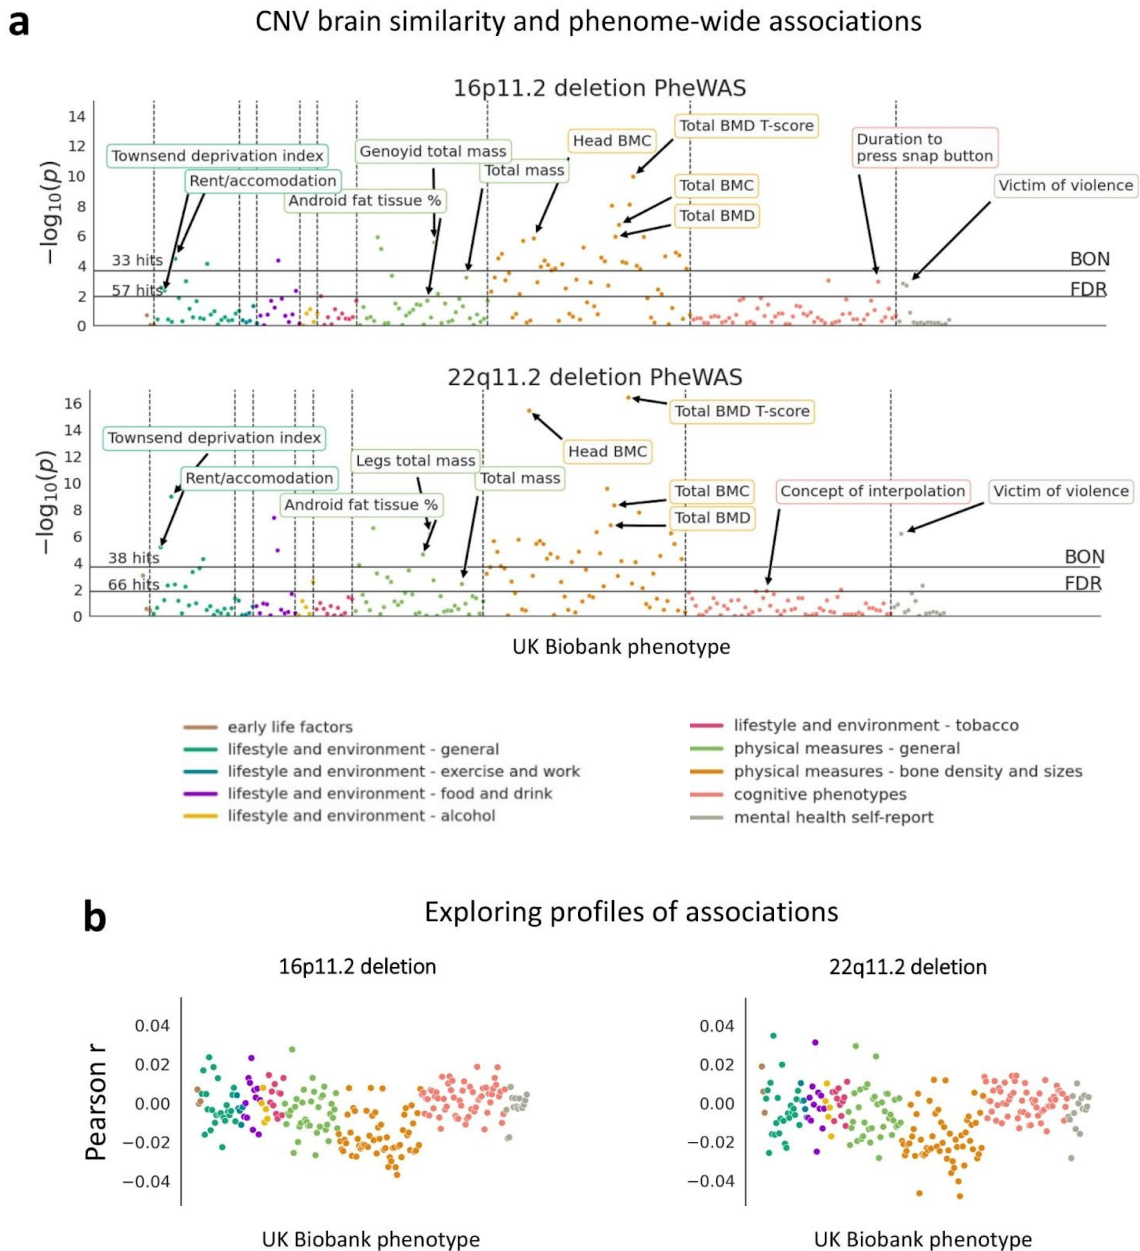 a
CNV brain similarity and phenome-wide associations
16p11.2 deletion PheWAS
−log10(p)
14
12
10
8
6
4
2
0
Townsend deprivation index
Rent/accomodation
Genoyid total mass
Android fat tissue %
Total mass
Head BMC
Total BMD T-score
Total BMC
Total BMD
Duration to
press snap button
Victim of violence
33 hits
BON
57 hits
FDR
22q11.2 deletion PheWAS
−log10(p)
16
14
12
10
8
6
4
2
0
Townsend deprivation index
Rent/accomodation
Legs total mass
Android fat tissue %
Total mass
Head BMC
Total BMD T-score
Total BMC
Total BMD
Concept of interpolation
Victim of violence
38 hits
BON
66 hits
FDR
UK Biobank phenotype
early life factors
lifestyle and environment - general
lifestyle and environment - exercise and work
lifestyle and environment - food and drink
lifestyle and environment - alcohol
lifestyle and environment - tobacco
physical measures - general
physical measures - bone density and sizes
cognitive phenotypes
mental health self-report
b
Exploring profiles of associations
16p11.2 deletion
Pearson r
0.04
0.02
0.00
−0.02
−0.04
UK Biobank phenotype
22q11.2 deletion
0.04
0.02
0.00
−0.02
−0.04
UK Biobank phenotype